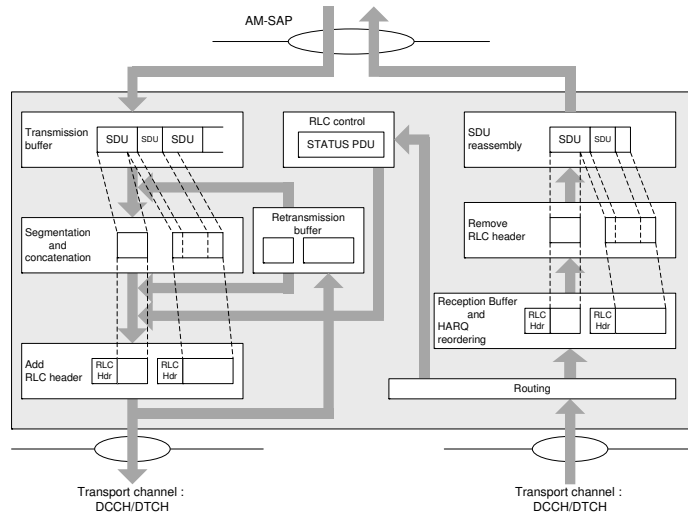 AM-SAP
Transmission
buffer
SDU
SDU
SDU
RLC control
STATUS PDU
SDU
reassembly
SDU
SDU
Segmentation
and
concatenation
Retransmission
buffer
Remove
RLC header
Reception Buffer
and
HARQ
reordering
RLC
Hdr
RLC
Hdr
Add
RLC header
RLC
Hdr
RLC
Hdr
Routing
Transport channel :
DCCH/DTCH
Transport channel :
DCCH/DTCH